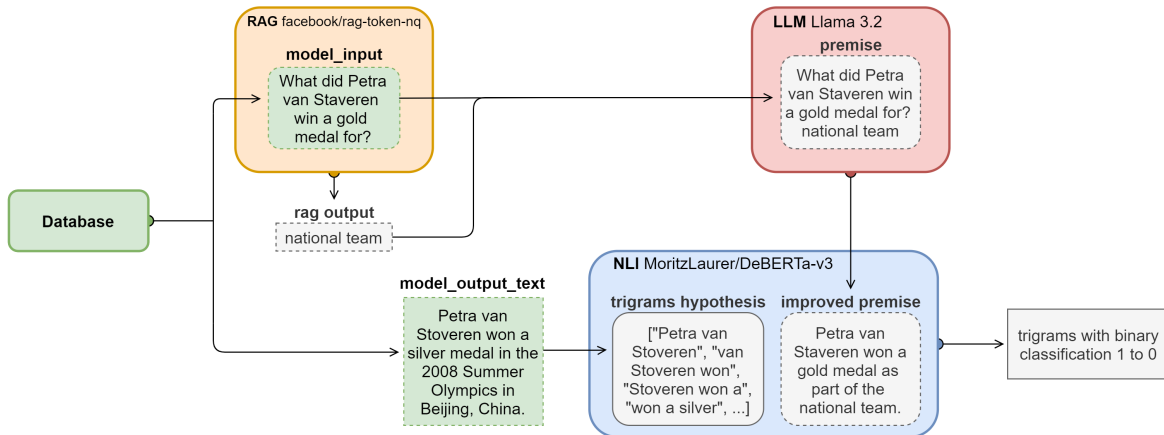 RAG facebook/rag-token-nq
model_input
What did Petra
van Staveren
win a gold
medal for?
LLM Llama 3.2
premise
What did Petra
van Staveren win
a gold medal for?
national team
Database
rag output
national team
model_output_text
Petra van
Stoveren won a
silver medal in the
2008 Summer
Olympics in
Beijing, China.
NLI MoritzLaurer/DeBERTa-v3
trigrams hypothesis
["Petra van
Stoveren", "van
Stoveren won",
"Stoveren won a",
"won a silver", ...]
improved premise
Petra van
Staveren won a
gold medal as
part of the
national team.
trigrams with binary
classification 1 to 0